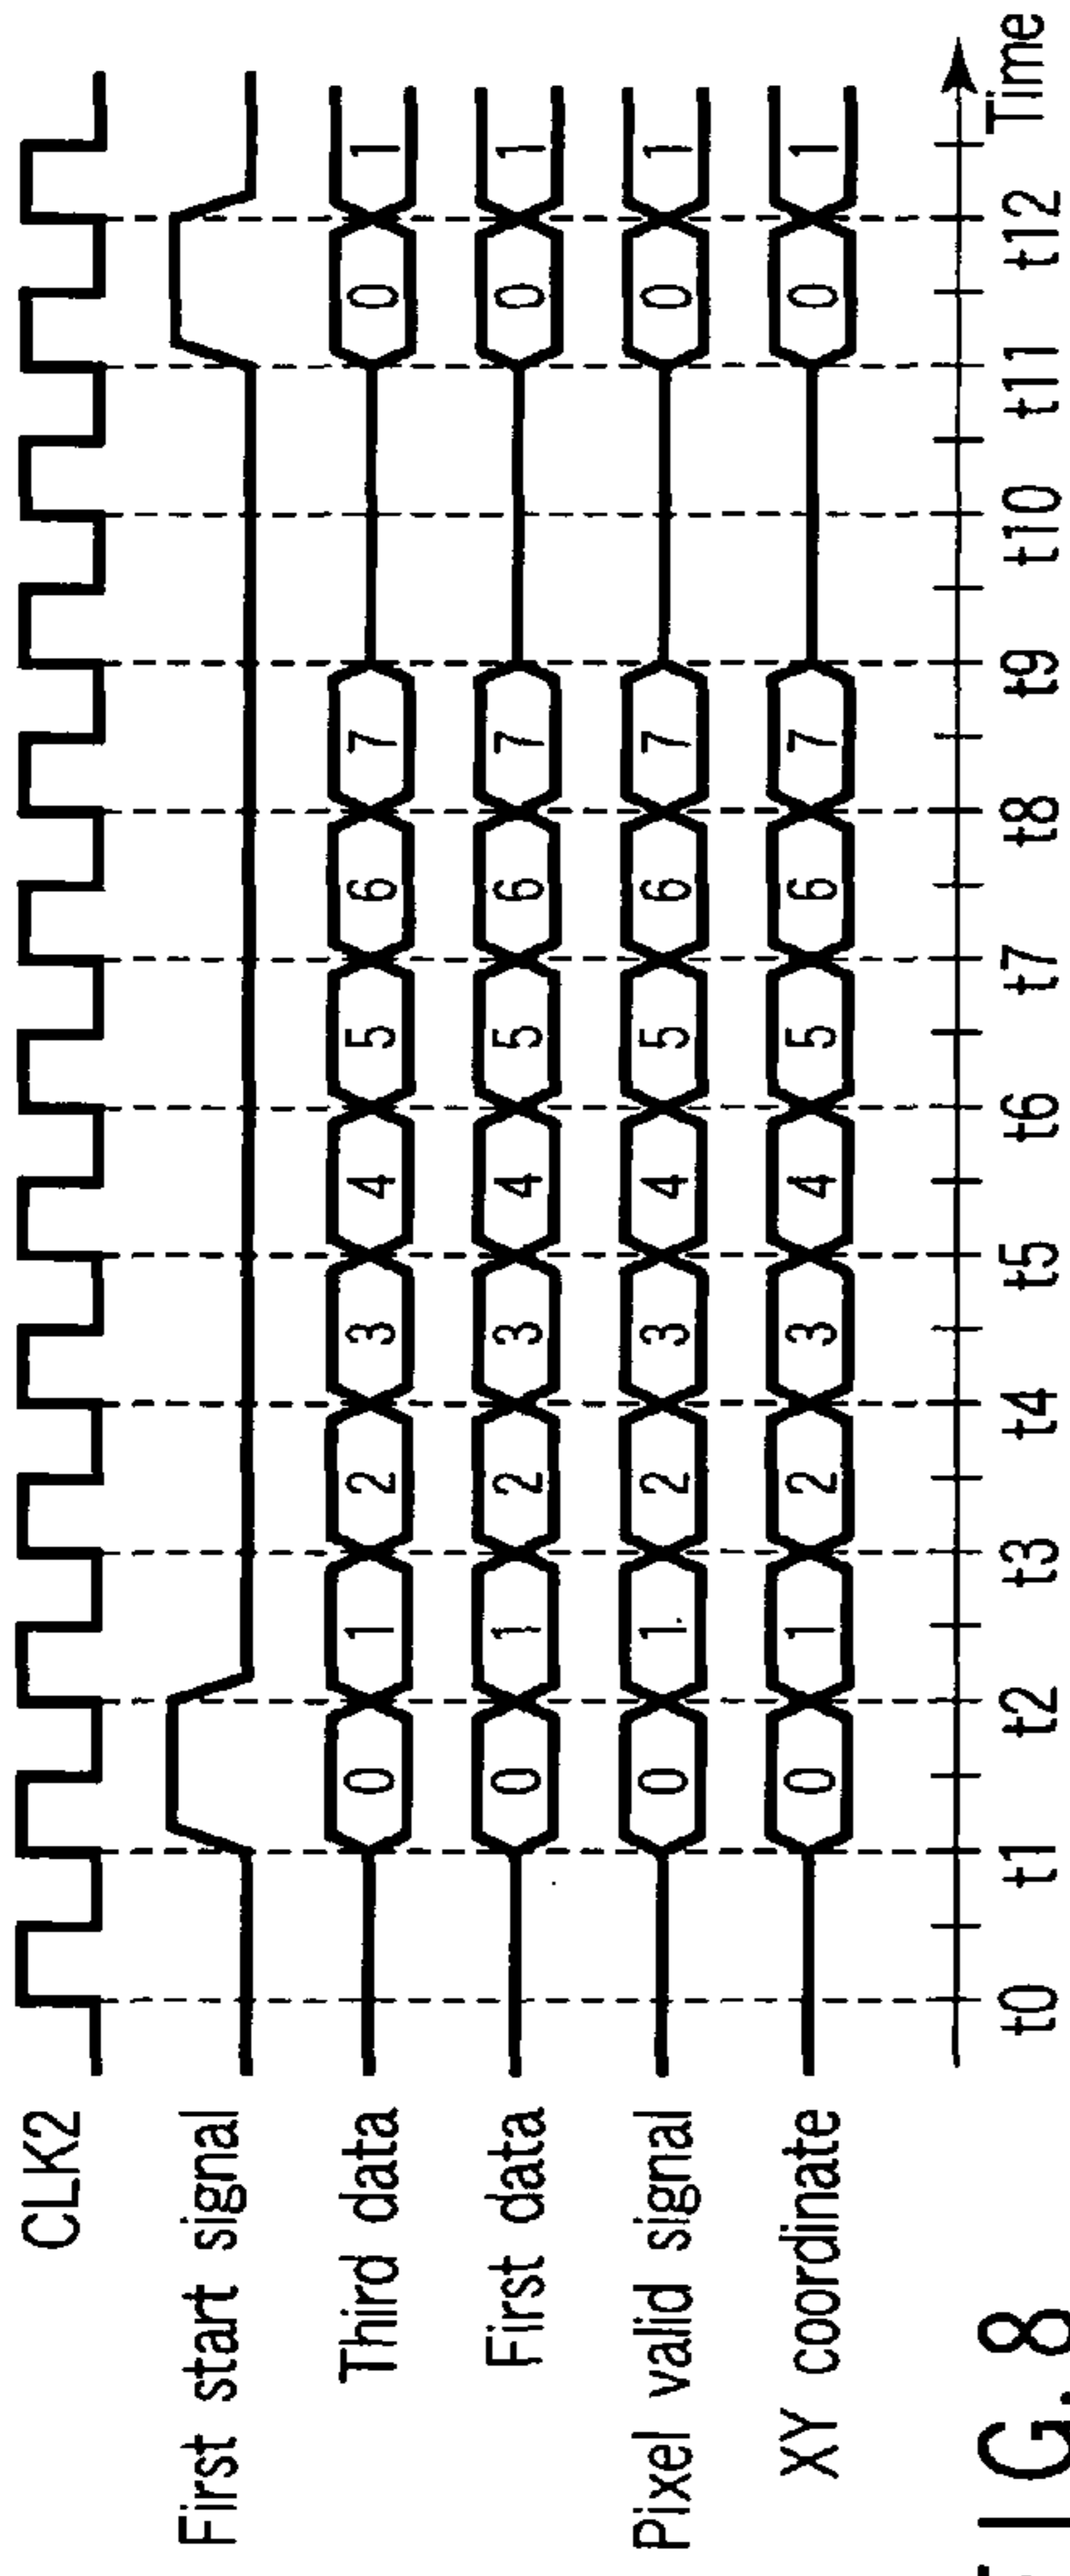 CLK2
First start signal
Third data 0 1 2 3 4 5 6 7 0 1
First data 0 1 2 3 4 5 6 7 0 1
Pixel valid signal 0 1 2 3 4 5 6 7 0 1
XY coordinate 0 1 2 3 4 5 6 7 0 1
t0 t1 t2 t3 t4 t5 t6 t7 t8 t9 t10 t11 t12 Time
FIG. 8